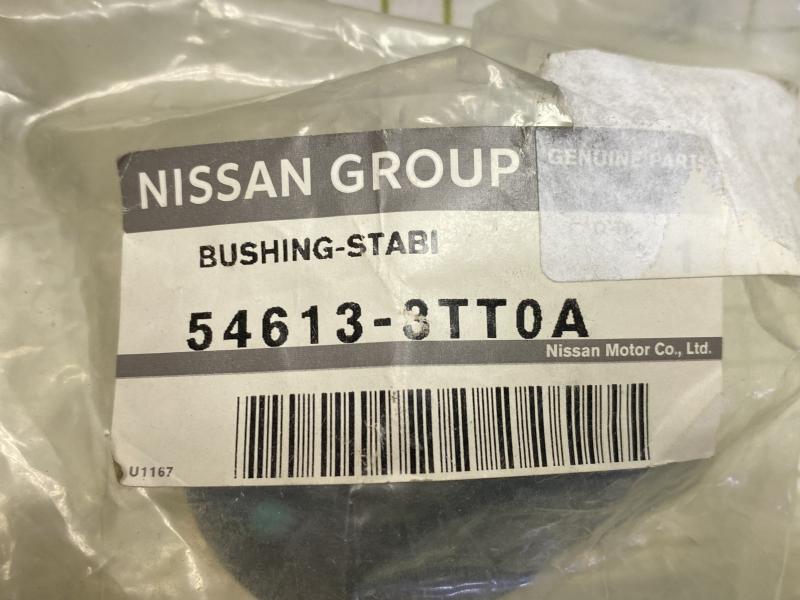 NISSAN GROUP
GENUINE PARTS
BUSHING-STABI
54613-3TT0A
Nissan Motor Co., Ltd.
U1167